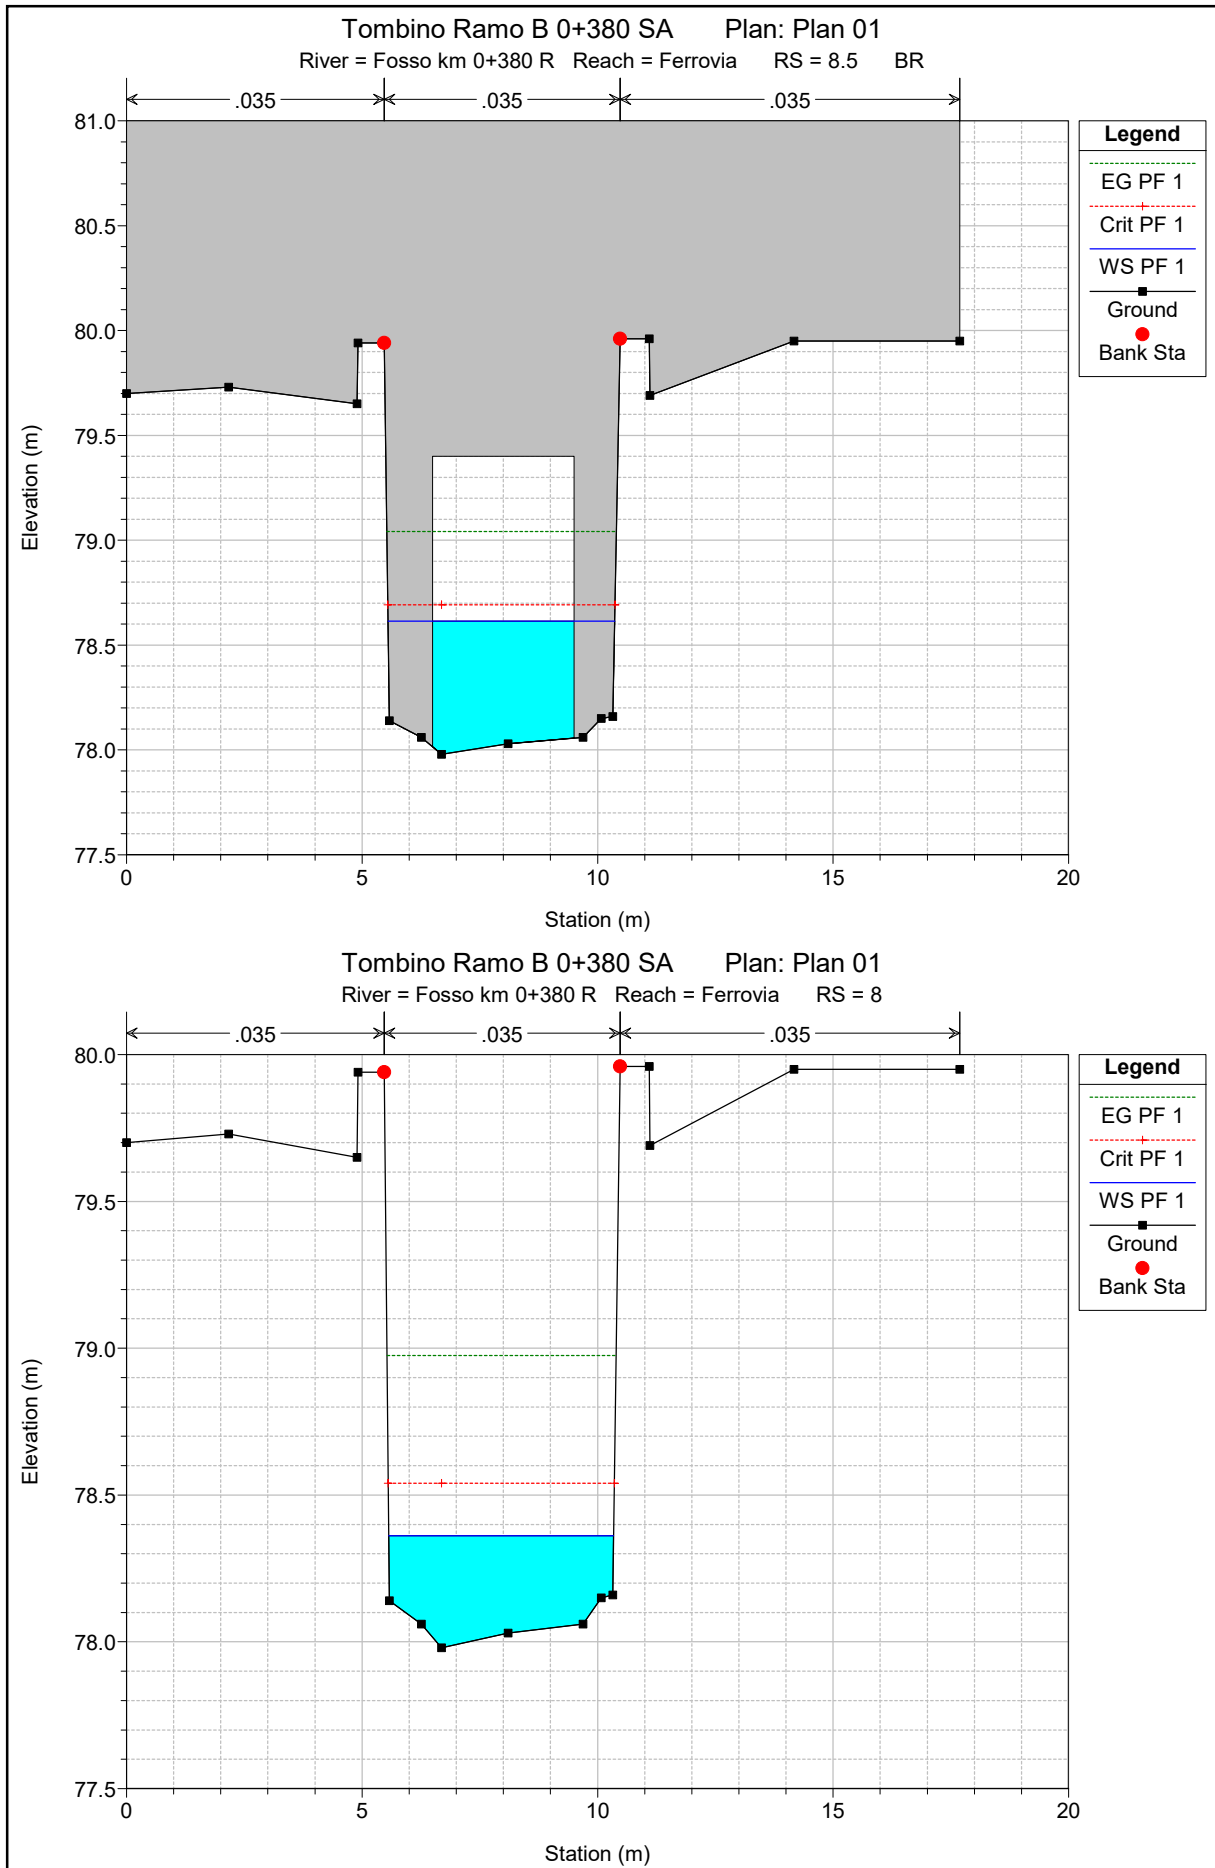 Tombino Ramo B 0+380 SA Plan: Plan 01
River = Fosso km 0+380 R Reach = Ferrovia RS = 8.5 BR
.035 .035 .035
81.0
80.5
80.0
79.5
79.0
78.5
78.0
77.5
0 5 10 15 20
Elevation (m)
Station (m)
Legend
EG PF 1
Crit PF 1
WS PF 1
Ground
Bank Sta
Tombino Ramo B 0+380 SA Plan: Plan 01
River = Fosso km 0+380 R Reach = Ferrovia RS = 8
.035 .035 .035
80.0
79.5
79.0
78.5
78.0
77.5
0 5 10 15 20
Elevation (m)
Station (m)
Legend
EG PF 1
Crit PF 1
WS PF 1
Ground
Bank Sta